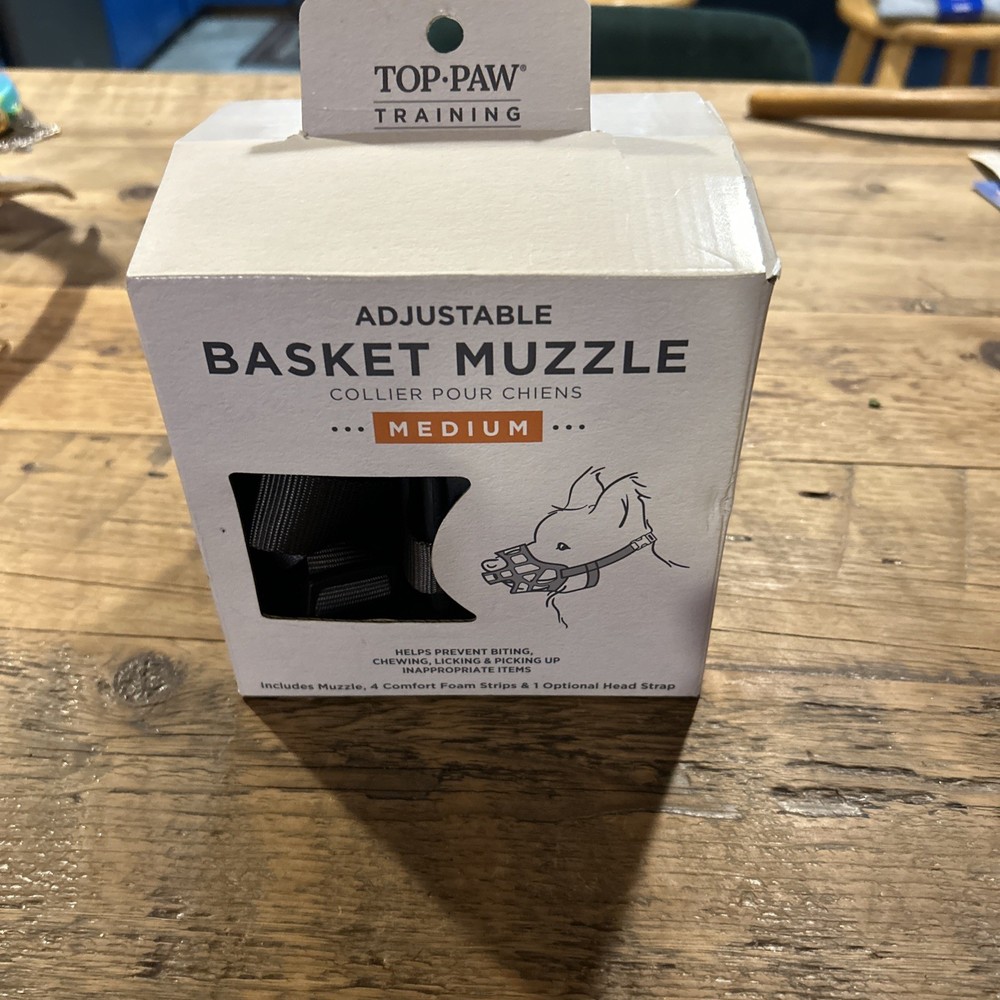 TOP•PAW®
TRAINING
ADJUSTABLE
BASKET MUZZLE
COLLIER POUR CHIENS
••• MEDIUM •••
HELPS PREVENT BITING,
CHEWING, LICKING & PICKING UP
INAPPROPRIATE ITEMS
Includes Muzzle, 4 Comfort Foam Strips & 1 Optional Head Strap